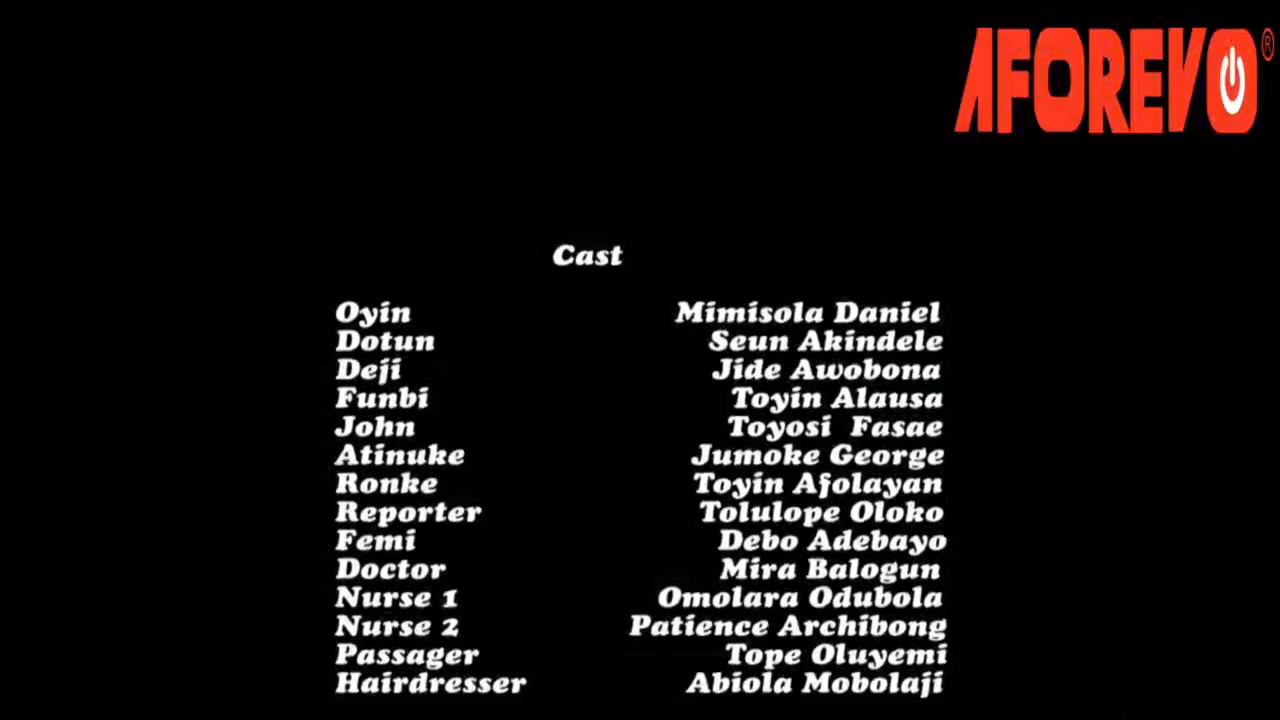 AFOREVO®
Cast
Oyin Mimisola Daniel
Dotun Seun Akindele
Deji Jide Awobona
Funbi Toyin Alausa
John Toyosi Fasae
Atinuke Jumoke George
Ronke Toyin Afolayan
Reporter Tolulope Oloko
Femi Debo Adebayo
Doctor Mira Balogun
Nurse 1 Omolara Odubola
Nurse 2 Patience Archibong
Passager Tope Oluyemi
Hairdresser Abiola Mobolaji